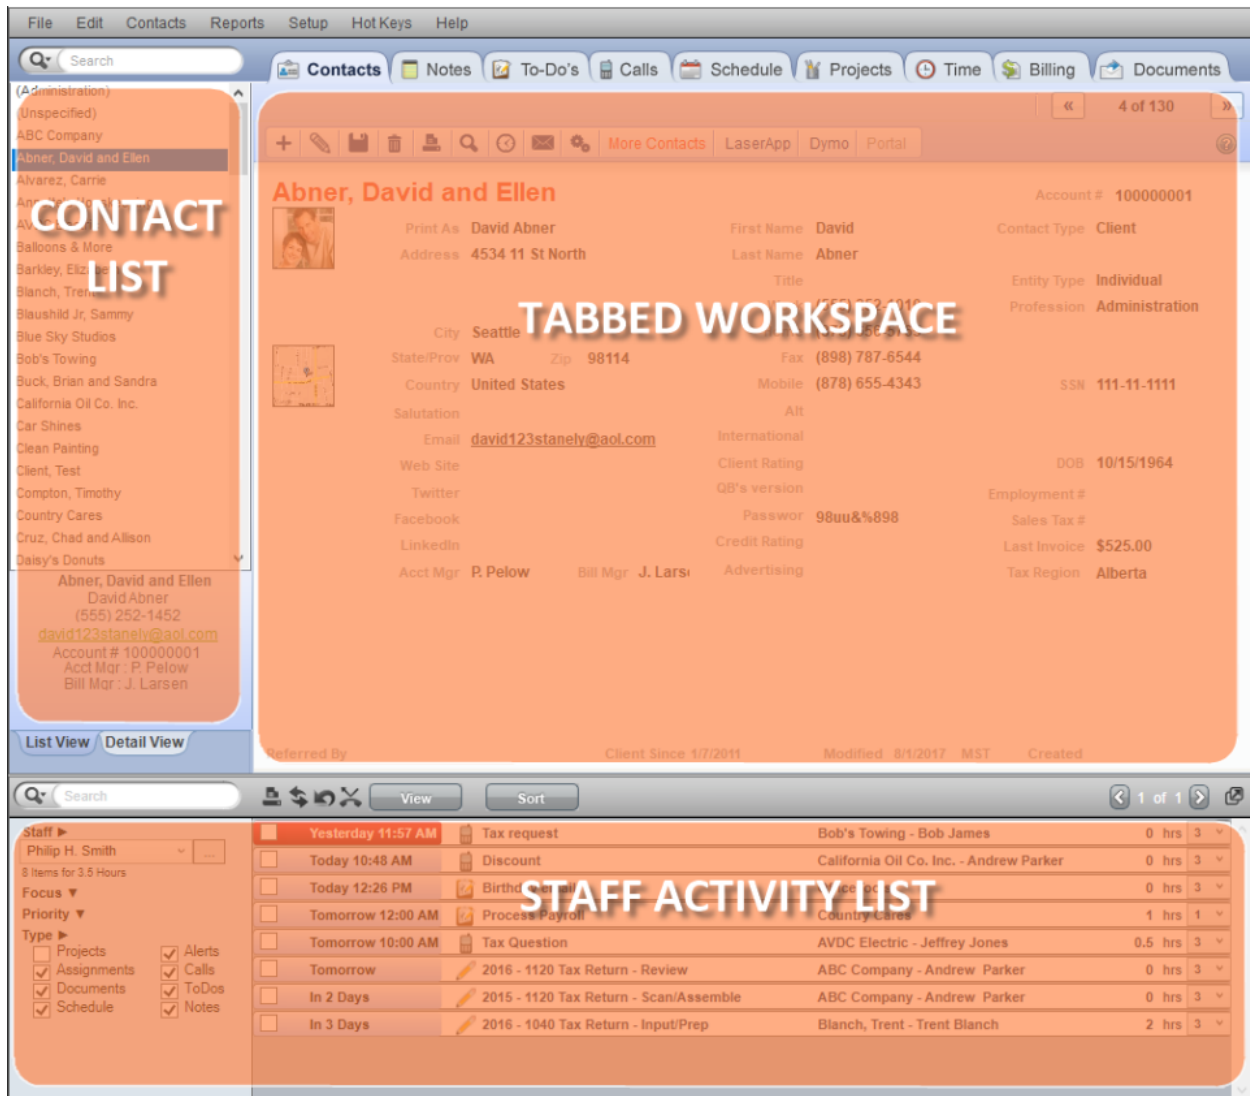 File Edit Contacts Reports Setup Hot Keys Help
Search
Contacts Notes To-Do's Calls Schedule Projects Time Billing Documents
(Administration)
(Unspecified)
ABC Company
Abner, David and Ellen
Alvarez, Carrie
CONTACT
LIST
Balloons & More
Barkley,
Blanch,
Blaushild Jr, Sammy
Blue Sky Studios
Bob's Towing
Buck, Brian and Sandra
California Oil Co. Inc.
Car Shines
Clean Painting
Client, Test
Compton, Timothy
Country Cares
Cruz, Chad and Allison
Daisy's Donuts
Abner, David and Ellen
David Abner
(555) 252-1452
david123stanely@aol.com
Account # 100000001
Acct Mgr : P. Pelow
Bill Mgr : J. Larsen
List View Detail View
« 4 of 130 »
More Contacts LaserApp Dymo Portal
Abner, David and Ellen Account # 100000001
Print As David Abner First Name David Contact Type Client
Address 4534 11 St North Last Name Abner
Title Entity Type Individual
TABBED WORKSPACE
Profession Administration
City Seattle
State/Prov WA Zip 98114 Fax (898) 787-6544
Country United States Mobile (878) 655-4343 SSN 111-11-1111
Salutation Alt
Email david123stanely@aol.com International
Web Site Client Rating DOB 10/15/1964
Twitter QB's version Employment #
Facebook Passwor 98uu&%898 Sales Tax #
LinkedIn Credit Rating Last Invoice $525.00
Acct Mgr P. Pelow Bill Mgr J. Larse Advertising Tax Region Alberta
Referred By Client Since 1/7/2011 Modified 8/1/2017 MST Created
Search View Sort 1 of 1
Staff
Philip H. Smith ...
8 Items for 3.5 Hours
Focus
Priority
Type
Projects Alerts
Assignments Calls
Documents ToDos
Schedule Notes
Yesterday 11:57 AM Tax request Bob's Towing - Bob James 0 hrs 3
Today 10:48 AM Discount California Oil Co. Inc. - Andrew Parker 0 hrs 3
Today 12:26 PM 0 hrs 3
STAFF ACTIVITY LIST
Tomorrow 12:00 AM Process Payroll Country Cares 1 hrs 1
Tomorrow 10:00 AM Tax Question AVDC Electric - Jeffrey Jones 0.5 hrs 3
Tomorrow 2016 - 1120 Tax Return - Review ABC Company - Andrew Parker 0 hrs 3
In 2 Days 2015 - 1120 Tax Return - Scan/Assemble ABC Company - Andrew Parker 0 hrs 3
In 3 Days 2016 - 1040 Tax Return - Input/Prep Blanch, Trent - Trent Blanch 2 hrs 3